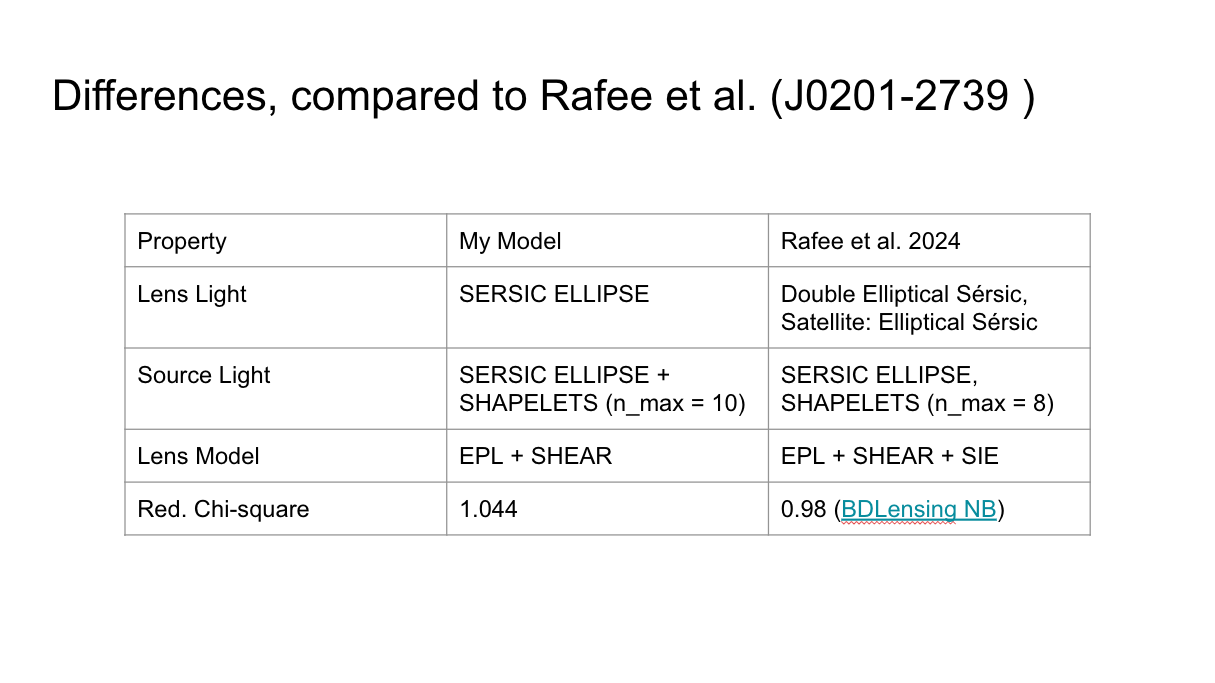 Differences, compared to Rafee et al. (J0201-2739 )
Property
My Model
Rafee et al. 2024
Lens Light
SERSIC ELLIPSE
Double Elliptical Sérsic,
Satellite: Elliptical Sérsic
Source Light
SERSIC ELLIPSE +
SHAPELETS (n_max = 10)
SERSIC ELLIPSE,
SHAPELETS (n_max = 8)
Lens Model
EPL + SHEAR
EPL + SHEAR + SIE
Red. Chi-square
1.044
0.98 (BDLensing NB)